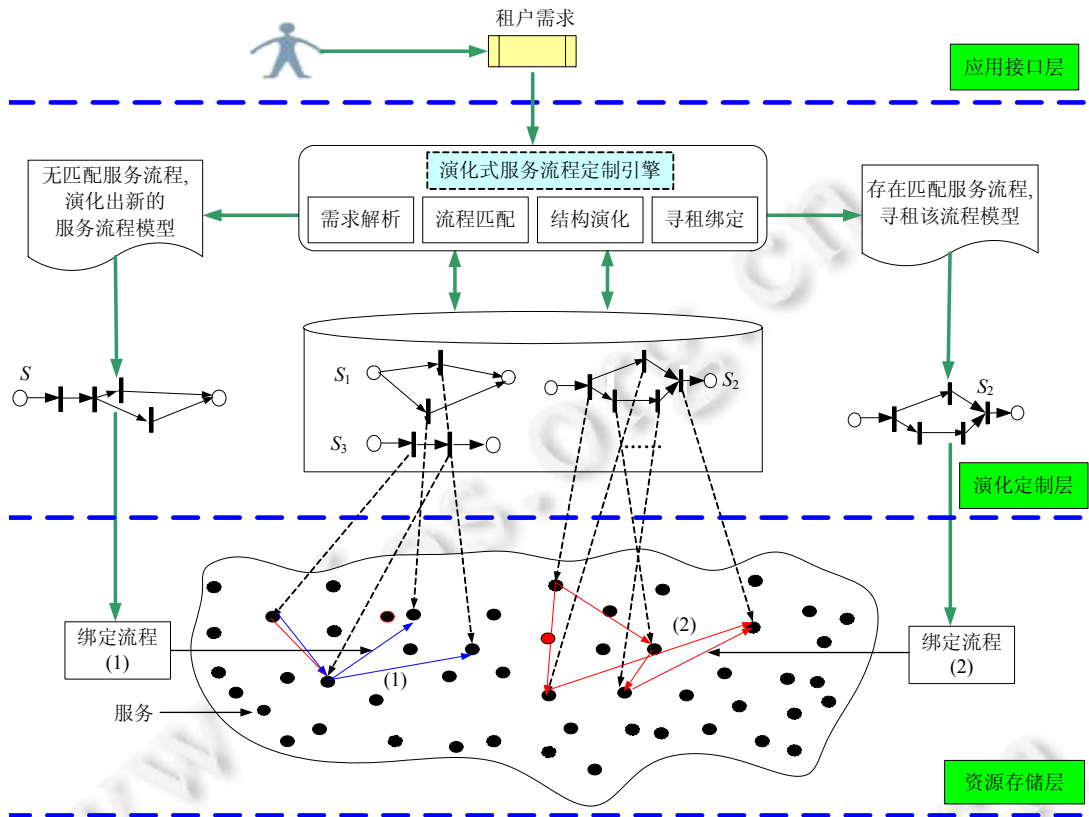 租户需求
应用接口层
演化式服务流程定制引擎
需求解析
流程匹配
结构演化
寻租绑定
无匹配服务流程,
演化出新的
服务流程模型
存在匹配服务流程,
寻租该流程模型
S
S1
S2
S3
......
S2
演化定制层
绑定流程
(1)
(1)
(2)
绑定流程
(2)
服务
资源存储层